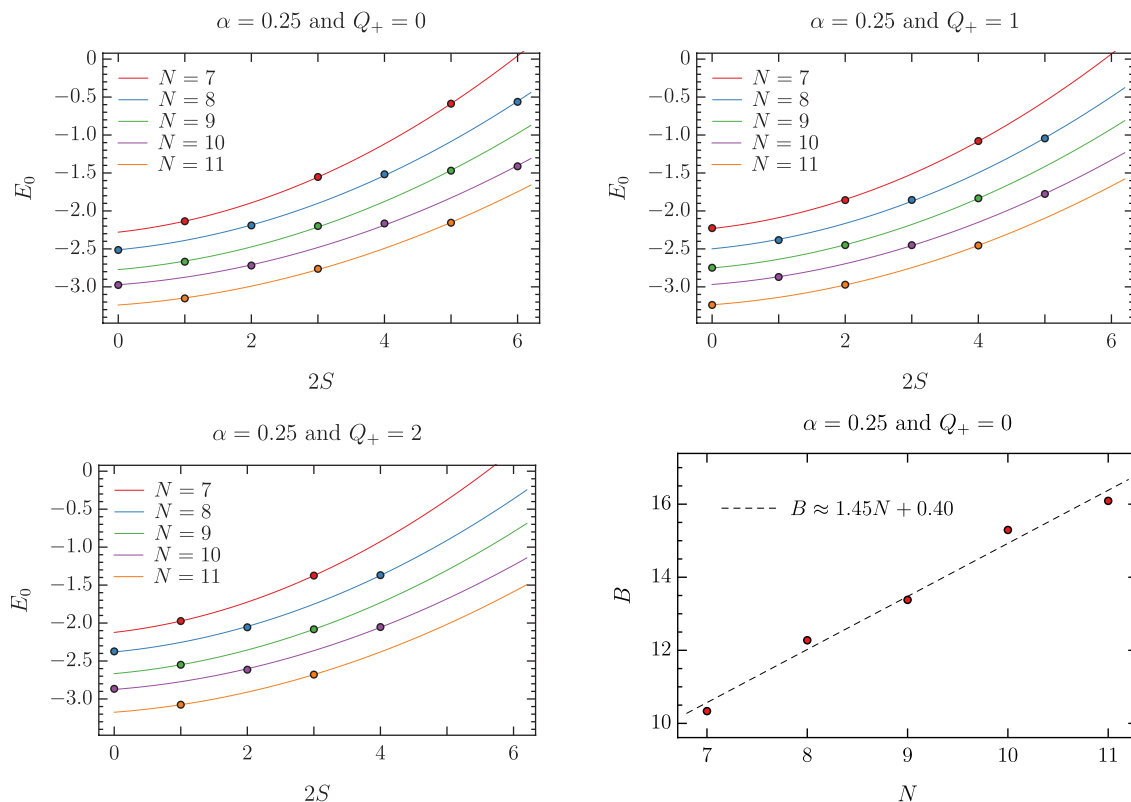 α = 0.25 and Q₊ = 0
0
−0.5
−1.0
−1.5
−2.0
−2.5
−3.0
E₀
N = 7
N = 8
N = 9
N = 10
N = 11
0 2 4 6
2S
α = 0.25 and Q₊ = 1
0
−0.5
−1.0
−1.5
−2.0
−2.5
−3.0
E₀
N = 7
N = 8
N = 9
N = 10
N = 11
0 2 4 6
2S
α = 0.25 and Q₊ = 2
0
−0.5
−1.0
−1.5
−2.0
−2.5
−3.0
E₀
N = 7
N = 8
N = 9
N = 10
N = 11
0 2 4 6
2S
α = 0.25 and Q₊ = 0
16
14
12
10
B
B ≈ 1.45N + 0.40
7 8 9 10 11
N